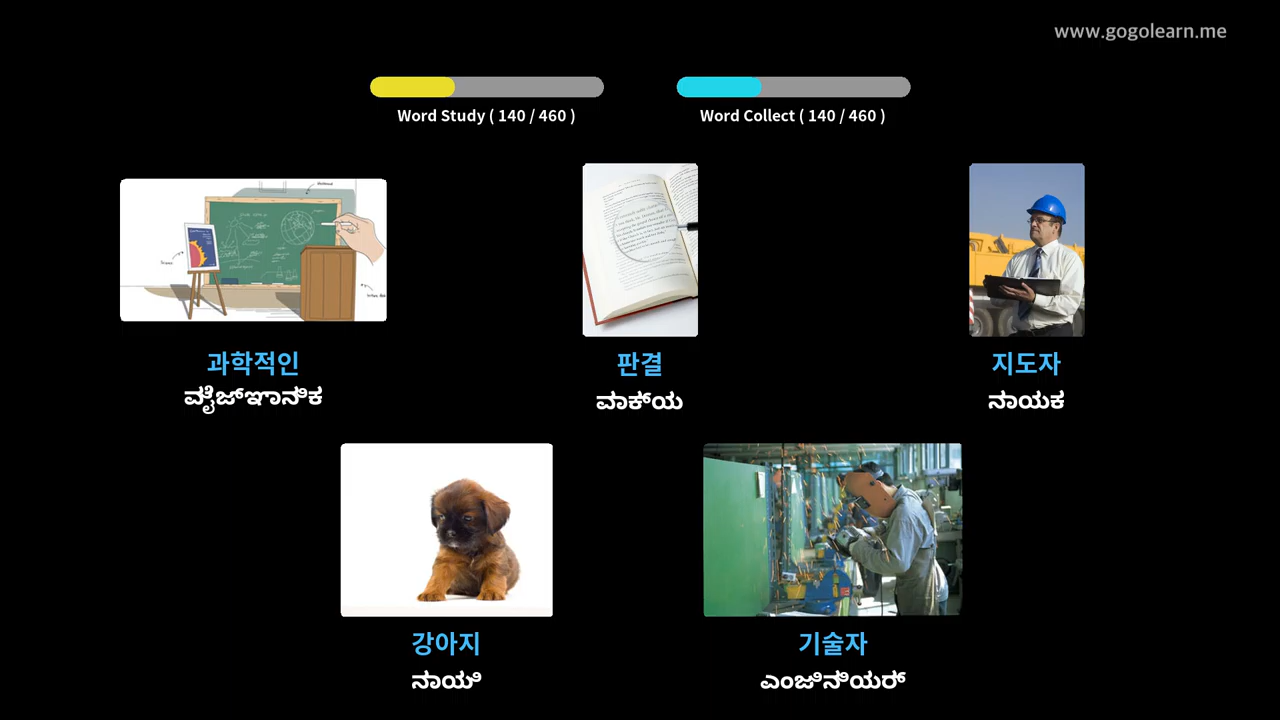 www.gogolearn.me
Word Study ( 140 / 460 )
Word Collect ( 140 / 460 )
과학적인
ವೈಜ್ಞಾನಿಕ
판결
ವಾಕ್ಯ
지도자
ನಾಯಕ
강아지
ನಾಯಿ
기술자
ಎಂಜಿನಿಯರ್